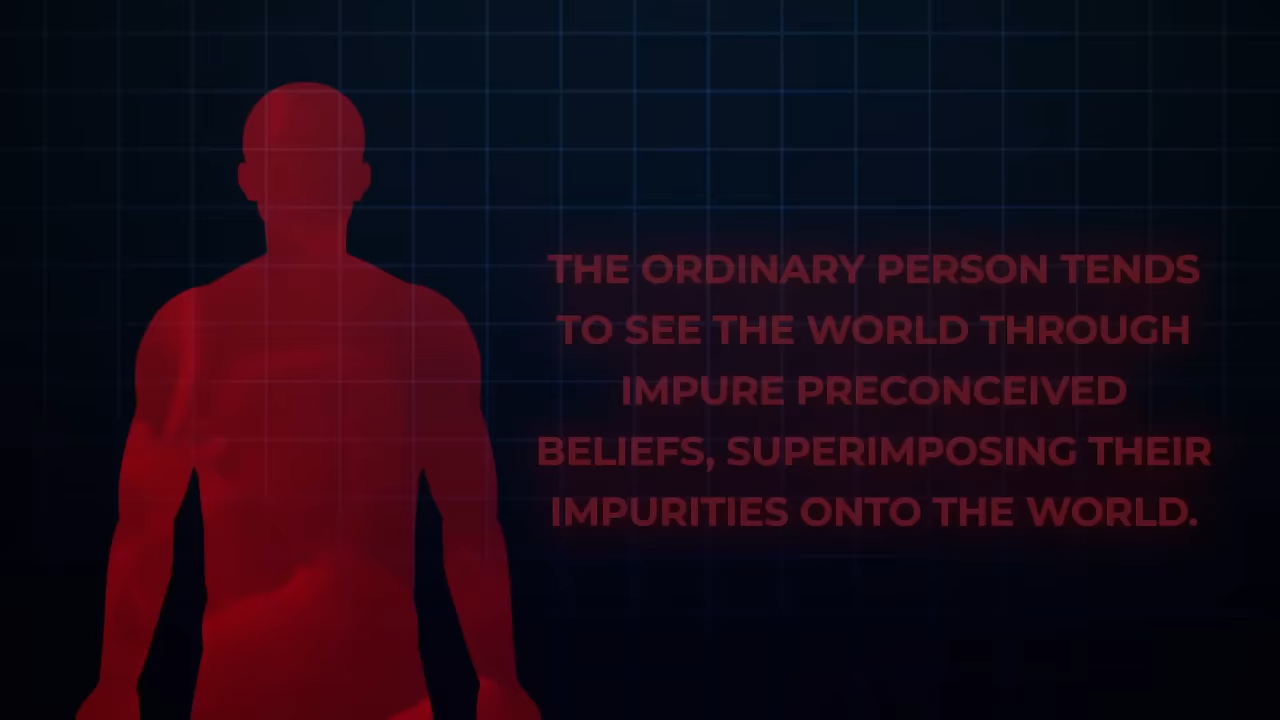 THE ORDINARY PERSON TENDS
TO SEE THE WORLD THROUGH
IMPURE PRECONCEIVED
BELIEFS, SUPERIMPOSING THEIR
IMPURITIES ONTO THE WORLD.